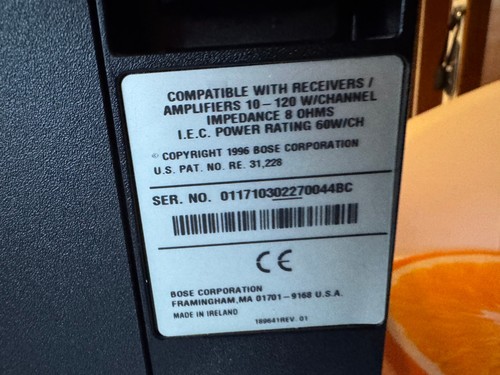 COMPATIBLE WITH RECEIVERS /
AMPLIFIERS 10-120 W/CHANNEL
IMPEDANCE 8 OHMS
I.E.C. POWER RATING 60W/CH
© COPYRIGHT 1996 BOSE CORPORATION
U.S. PAT. NO. RE. 31,228
SER. NO. 011710302270044BC
CE
BOSE CORPORATION
FRAMINGHAM, MA 01701-9168 U.S.A.
MADE IN IRELAND
189641REV. 01